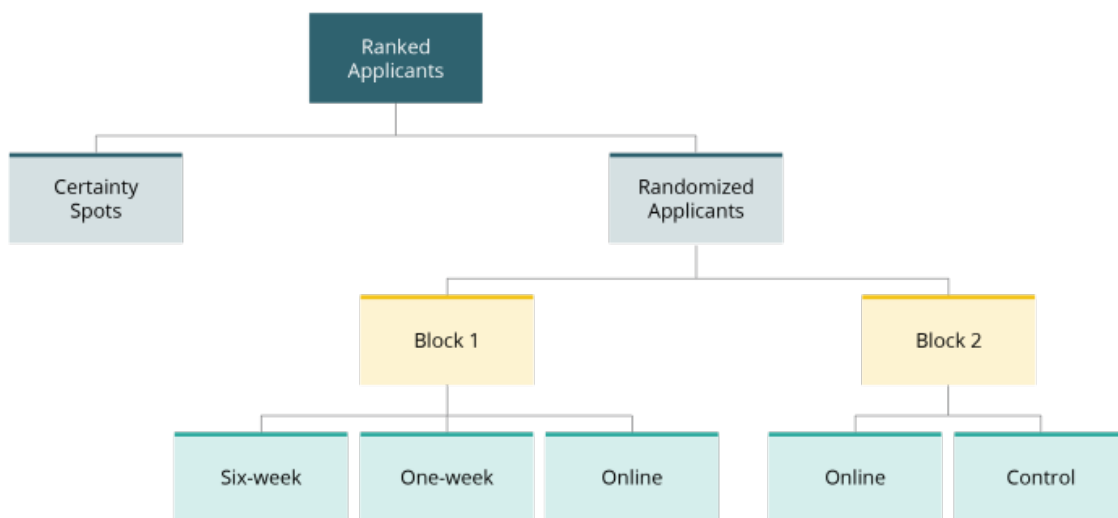 Ranked
Applicants
Certainty
Spots
Randomized
Applicants
Block 1
Block 2
Six-week
One-week
Online
Online
Control